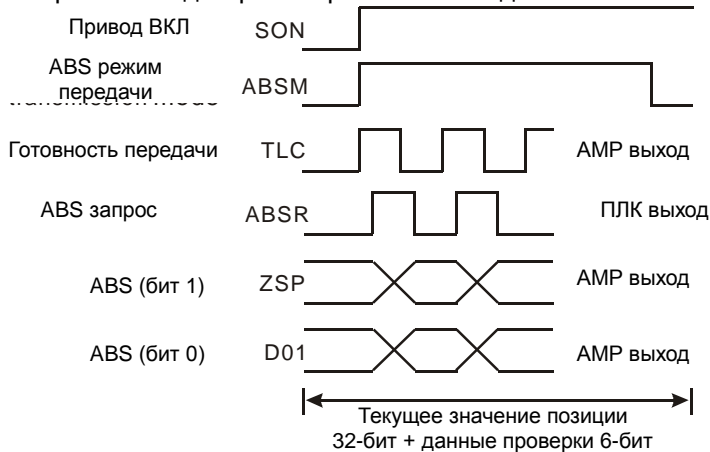 Привод ВКЛ SON
ABS режим
передачи ABSM
Готовность передачи TLC AMP выход
ABS запрос ABSR ПЛК выход
ABS (бит 1) ZSP AMP выход
ABS (бит 0) D01 AMP выход
Текущее значение позиции
32-бит + данные проверки 6-бит